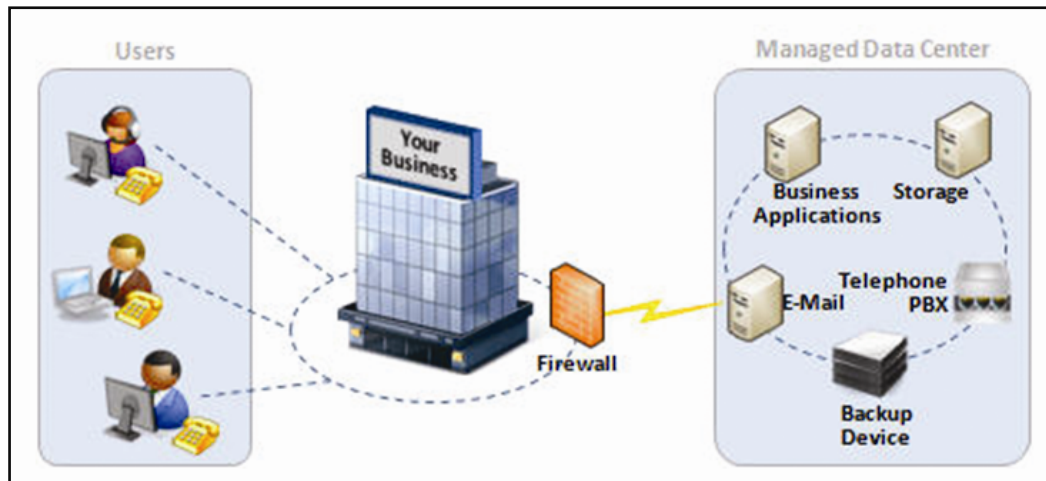 Users
Managed Data Center
Your
Business
Business
Applications
Storage
Telephone
PBX
E-Mail
Firewall
Backup
Device